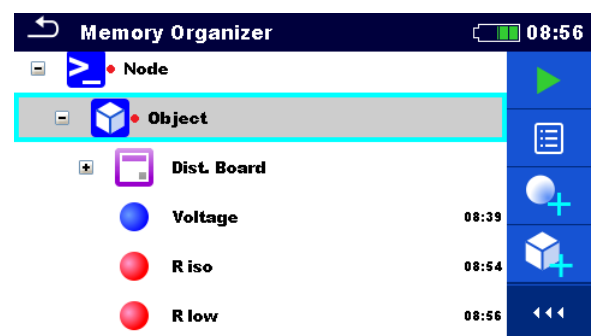 Memory Organizer 08:56
Node
Object
Dist. Board
Voltage 08:39
R iso 08:54
R low 08:56